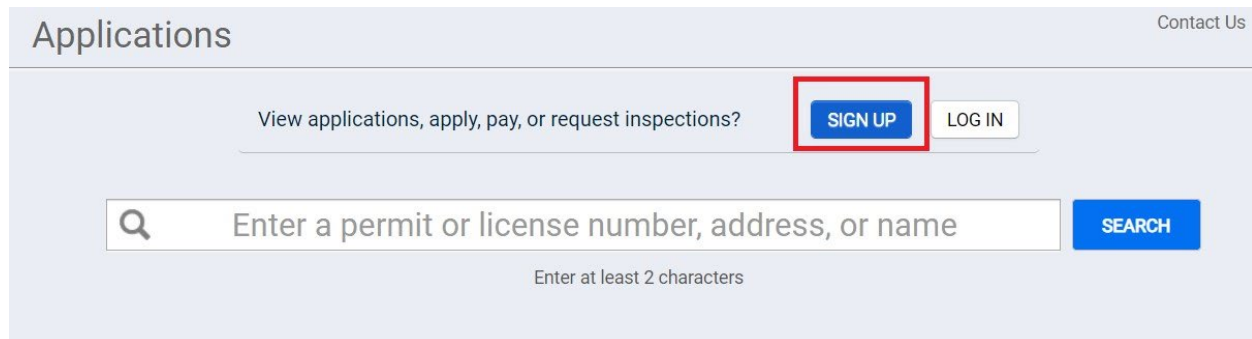 Applications
Contact Us
View applications, apply, pay, or request inspections?
SIGN UP
LOG IN
Enter a permit or license number, address, or name
SEARCH
Enter at least 2 characters